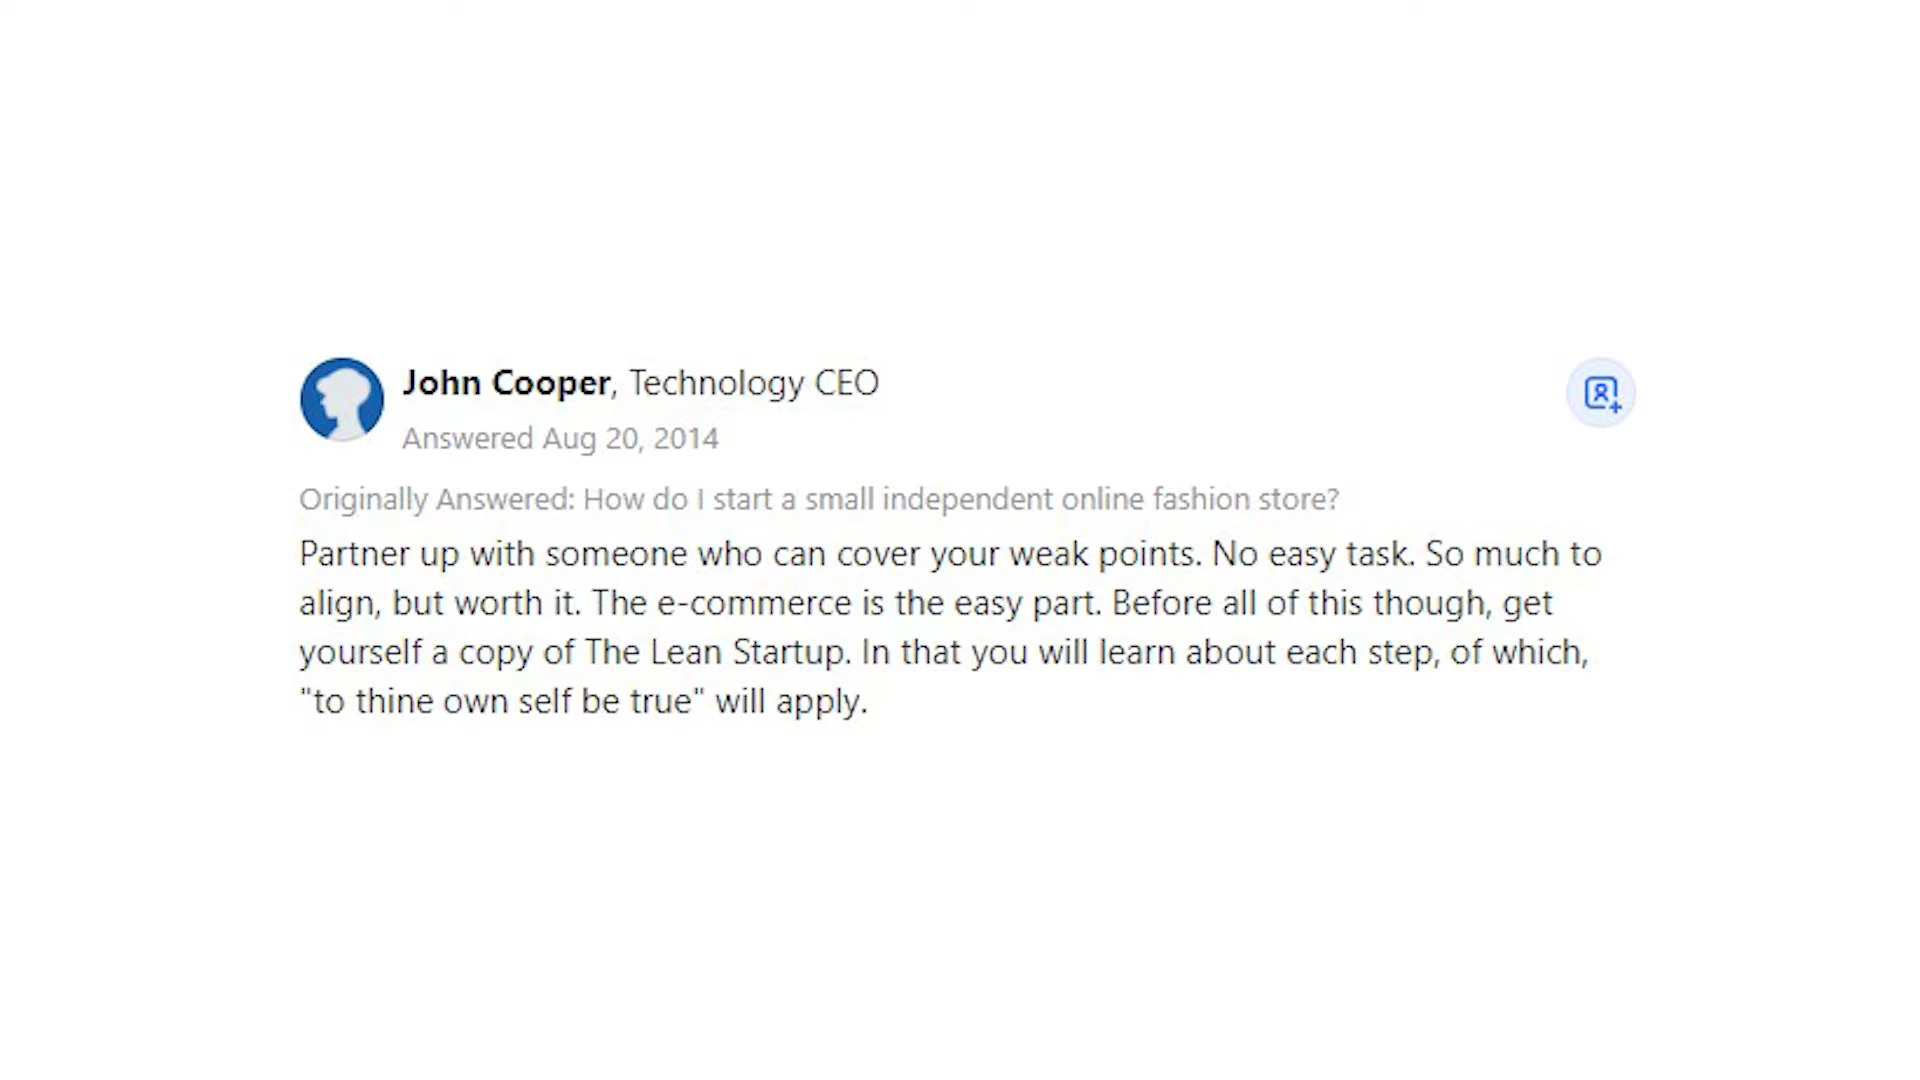 John Cooper, Technology CEO
Answered Aug 20, 2014
Originally Answered: How do I start a small independent online fashion store?
Partner up with someone who can cover your weak points. No easy task. So much to
align, but worth it. The e-commerce is the easy part. Before all of this though, get
yourself a copy of The Lean Startup. In that you will learn about each step, of which,
"to thine own self be true" will apply.